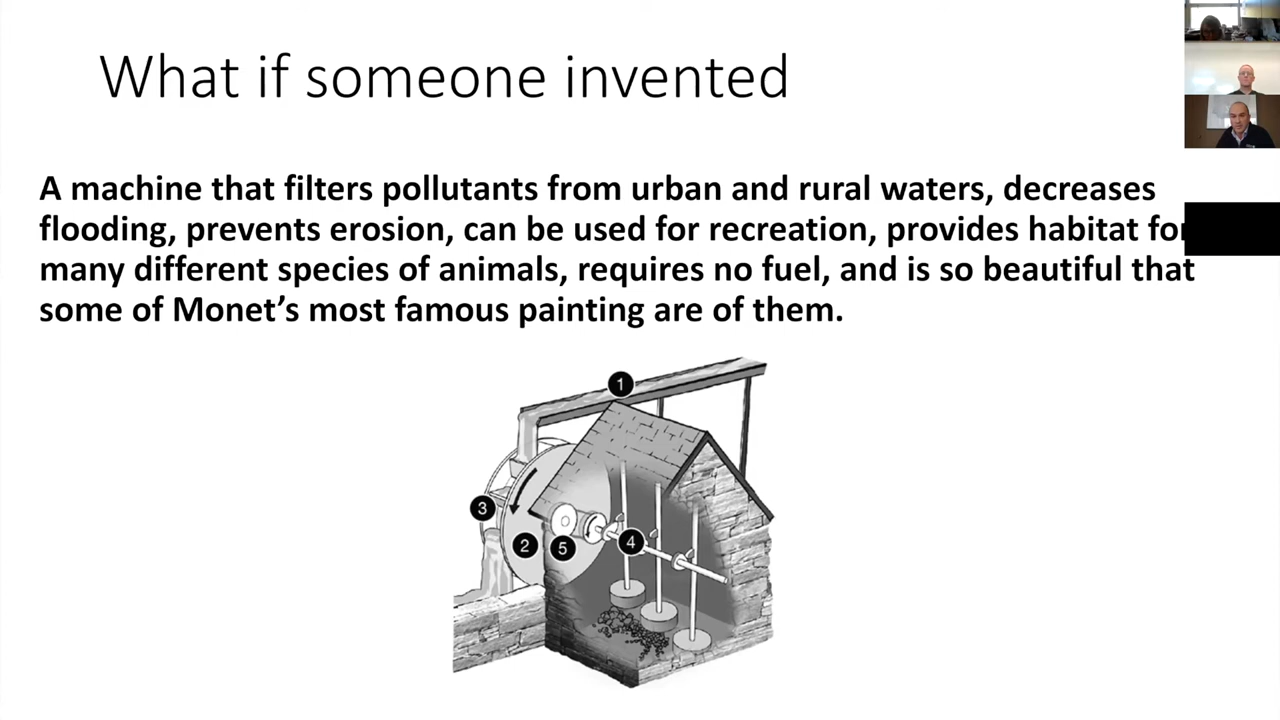 What if someone invented
A machine that filters pollutants from urban and rural waters, decreases
flooding, prevents erosion, can be used for recreation, provides habitat for
many different species of animals, requires no fuel, and is so beautiful that
some of Monet’s most famous painting are of them.
1
3
2
5
4